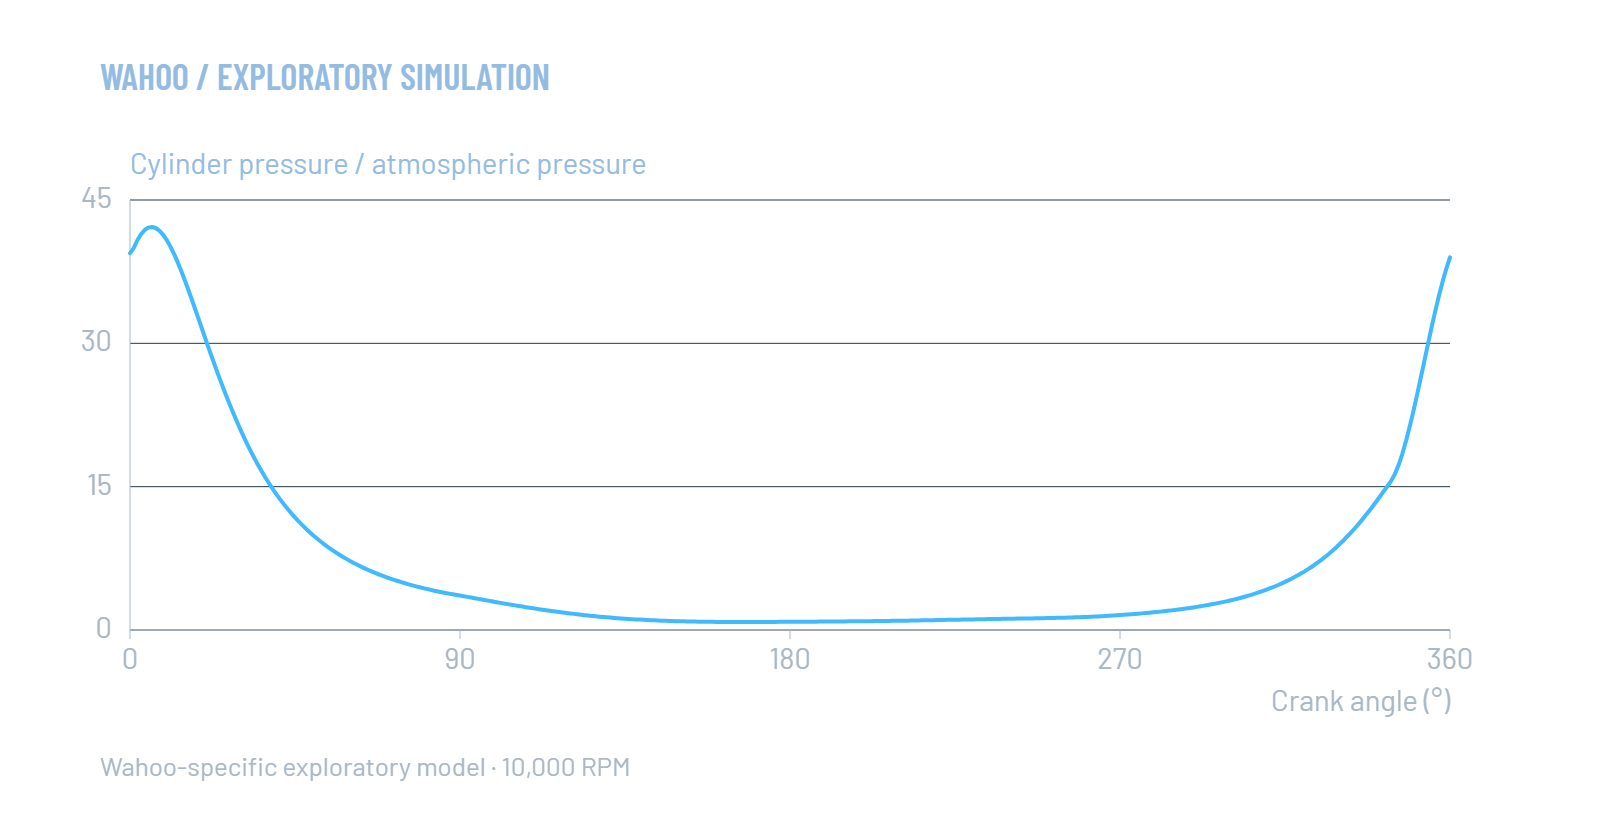 WAHOO / EXPLORATORY SIMULATION
Cylinder pressure / atmospheric pressure
45
30
15
0
0 90 180 270 360
Crank angle (°)
Wahoo-specific exploratory model · 10,000 RPM